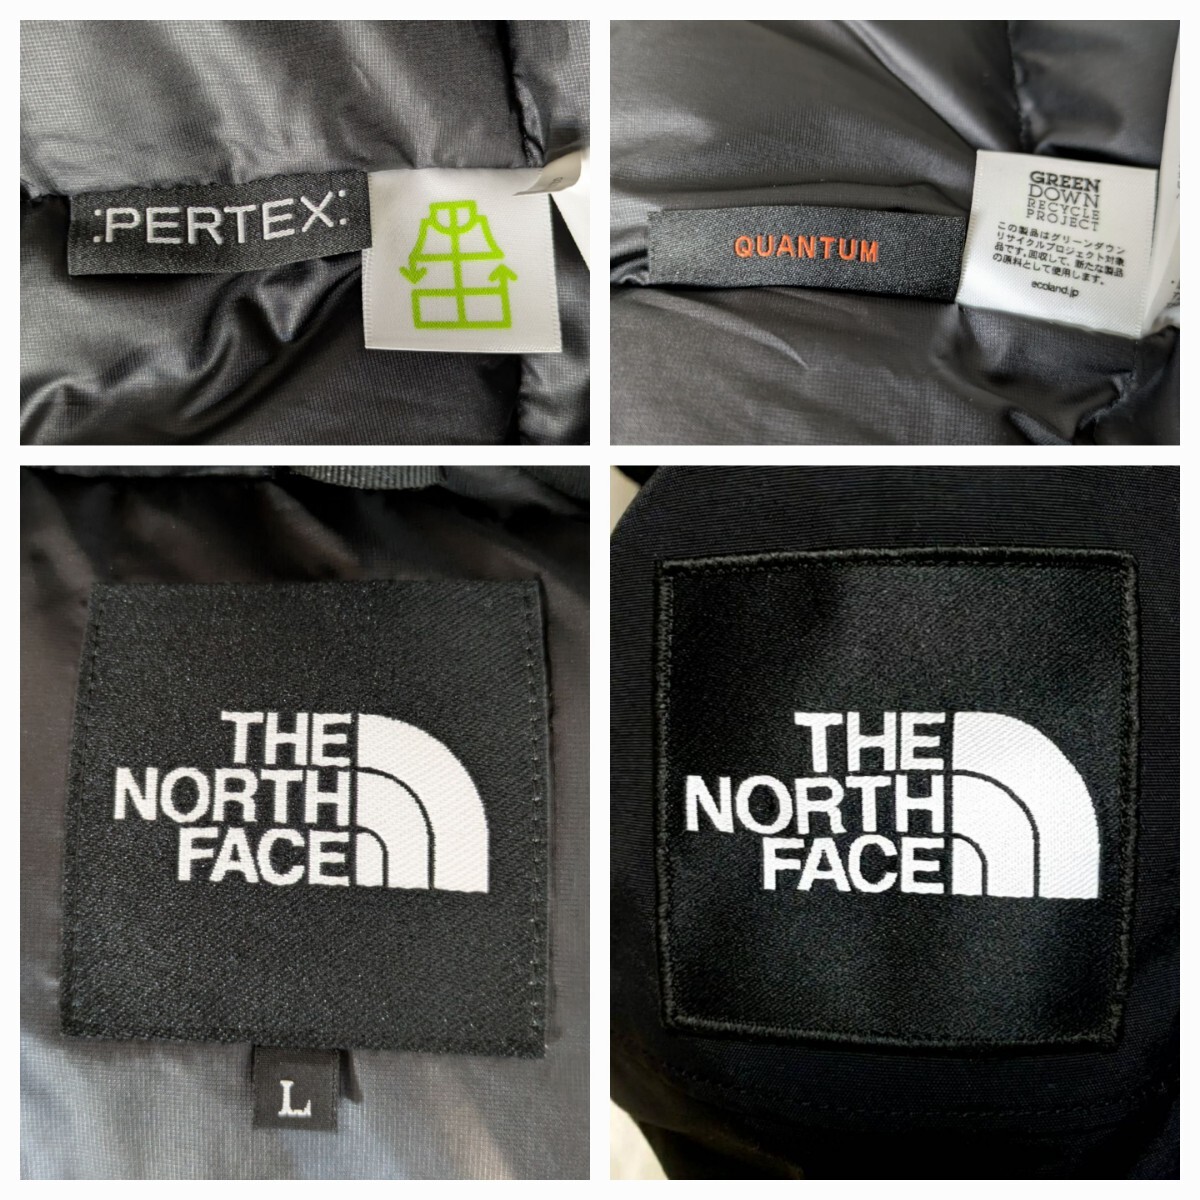 :PERTEX:
QUANTUM
GREEN
DOWN
RECYCLE
PROJECT
この製品はグリーンダウン
リサイクルプロジェクト対象
品です。回収して、新たな製品
の原料として使用します。
ecoland.jp
THE
NORTH
FACE
L
THE
NORTH
FACE